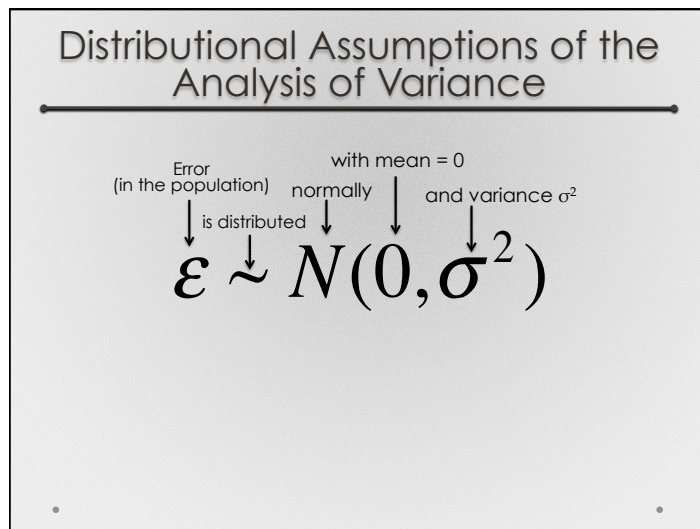 Distributional Assumptions of the
Analysis of Variance
Error
(in the population)
is distributed
normally
with mean = 0
and variance σ²
ε ~ N(0,σ²)